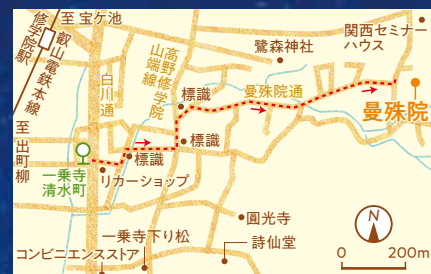 至 宝ケ池
修学院駅
叡山電鉄本線
白川通
高野修学院
山端線
鷺森神社
関西セミナー
ハウス
曼殊院通
曼殊院
標識
標識
標識
至 出町柳
一乗寺
清水町
リカーショップ
圓光寺
一乗寺下り松
詩仙堂
コンビニエンスストア
N
0 200m